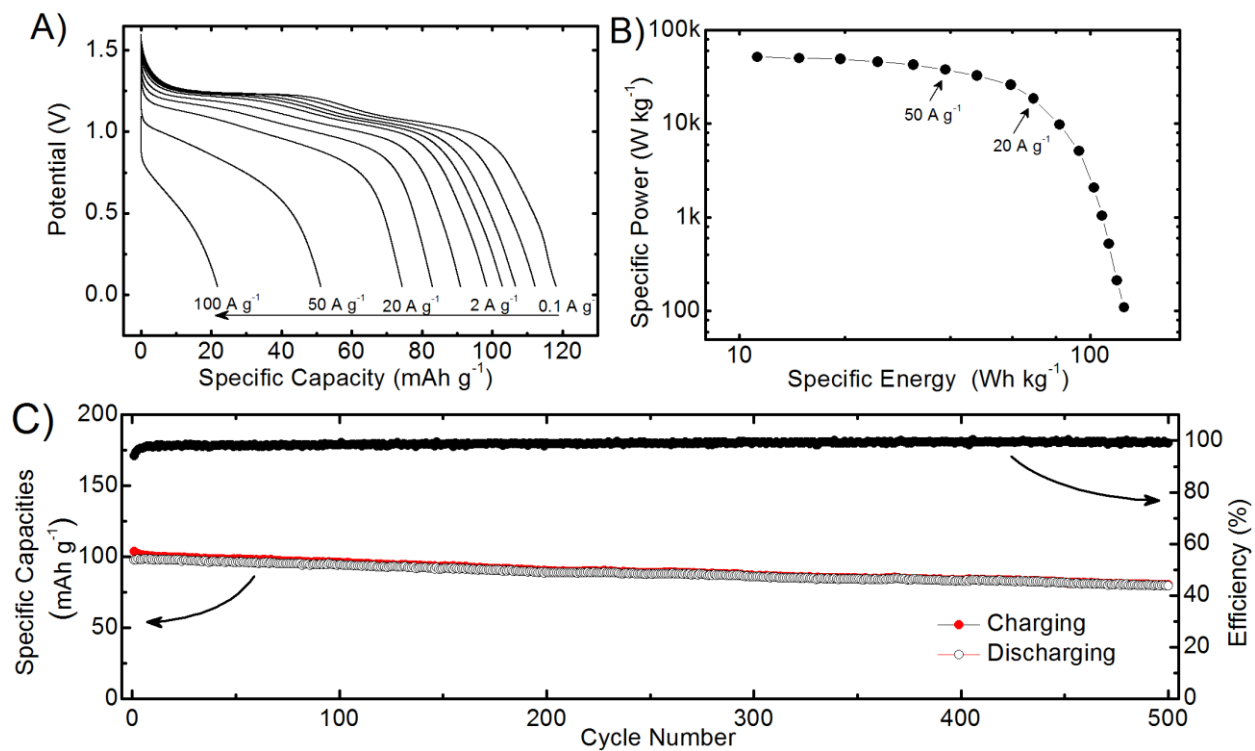 A)
1.5
1.0
0.5
0.0
Potential (V)
100 A g⁻¹
50 A g⁻¹
20 A g⁻¹
2 A g⁻¹
0.1 A g⁻¹
0 20 40 60 80 100 120
Specific Capacity (mAh g⁻¹)
B)
100k
10k
1k
100
Specific Power (W kg⁻¹)
50 A g⁻¹
20 A g⁻¹
10 100
Specific Energy (Wh kg⁻¹)
C)
200
150
100
50
0
Specific Capacities
(mAh g⁻¹)
Charging
Discharging
100
80
60
40
20
0
Efficiency (%)
0 100 200 300 400 500
Cycle Number